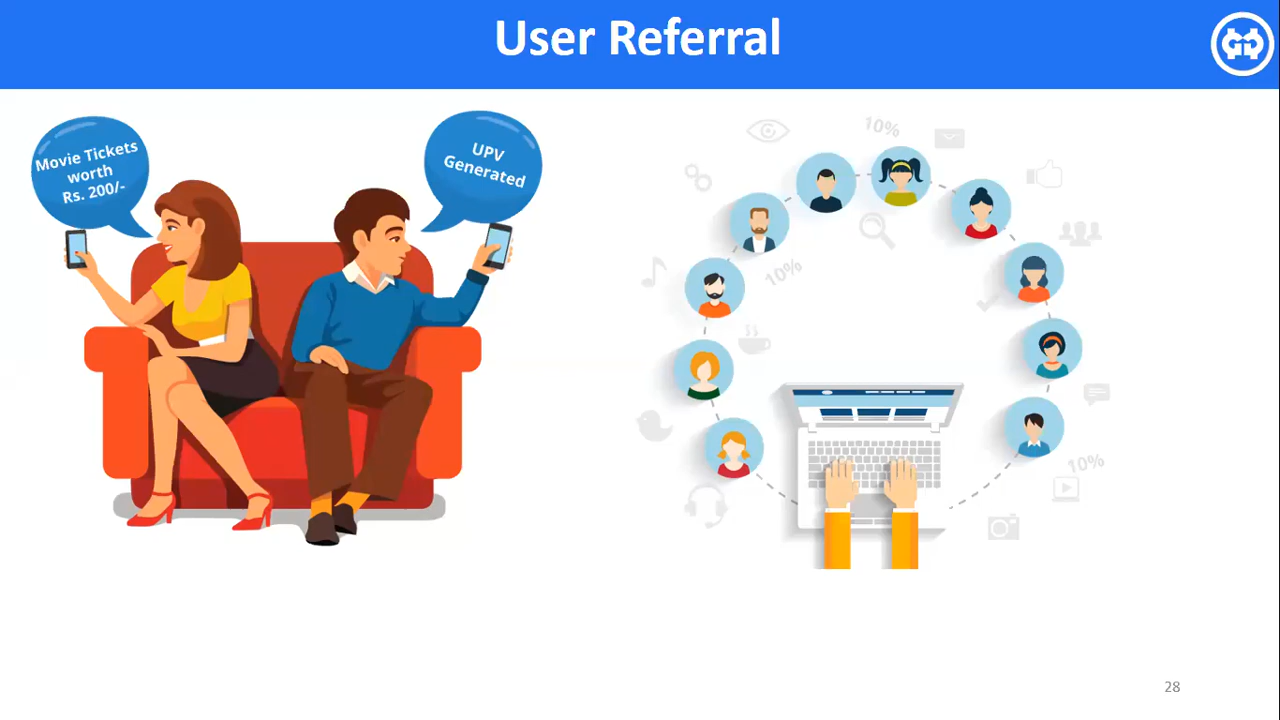 User Referral
Movie Tickets
worth
Rs. 200/-
UPV
Generated
10%
10%
10%
28